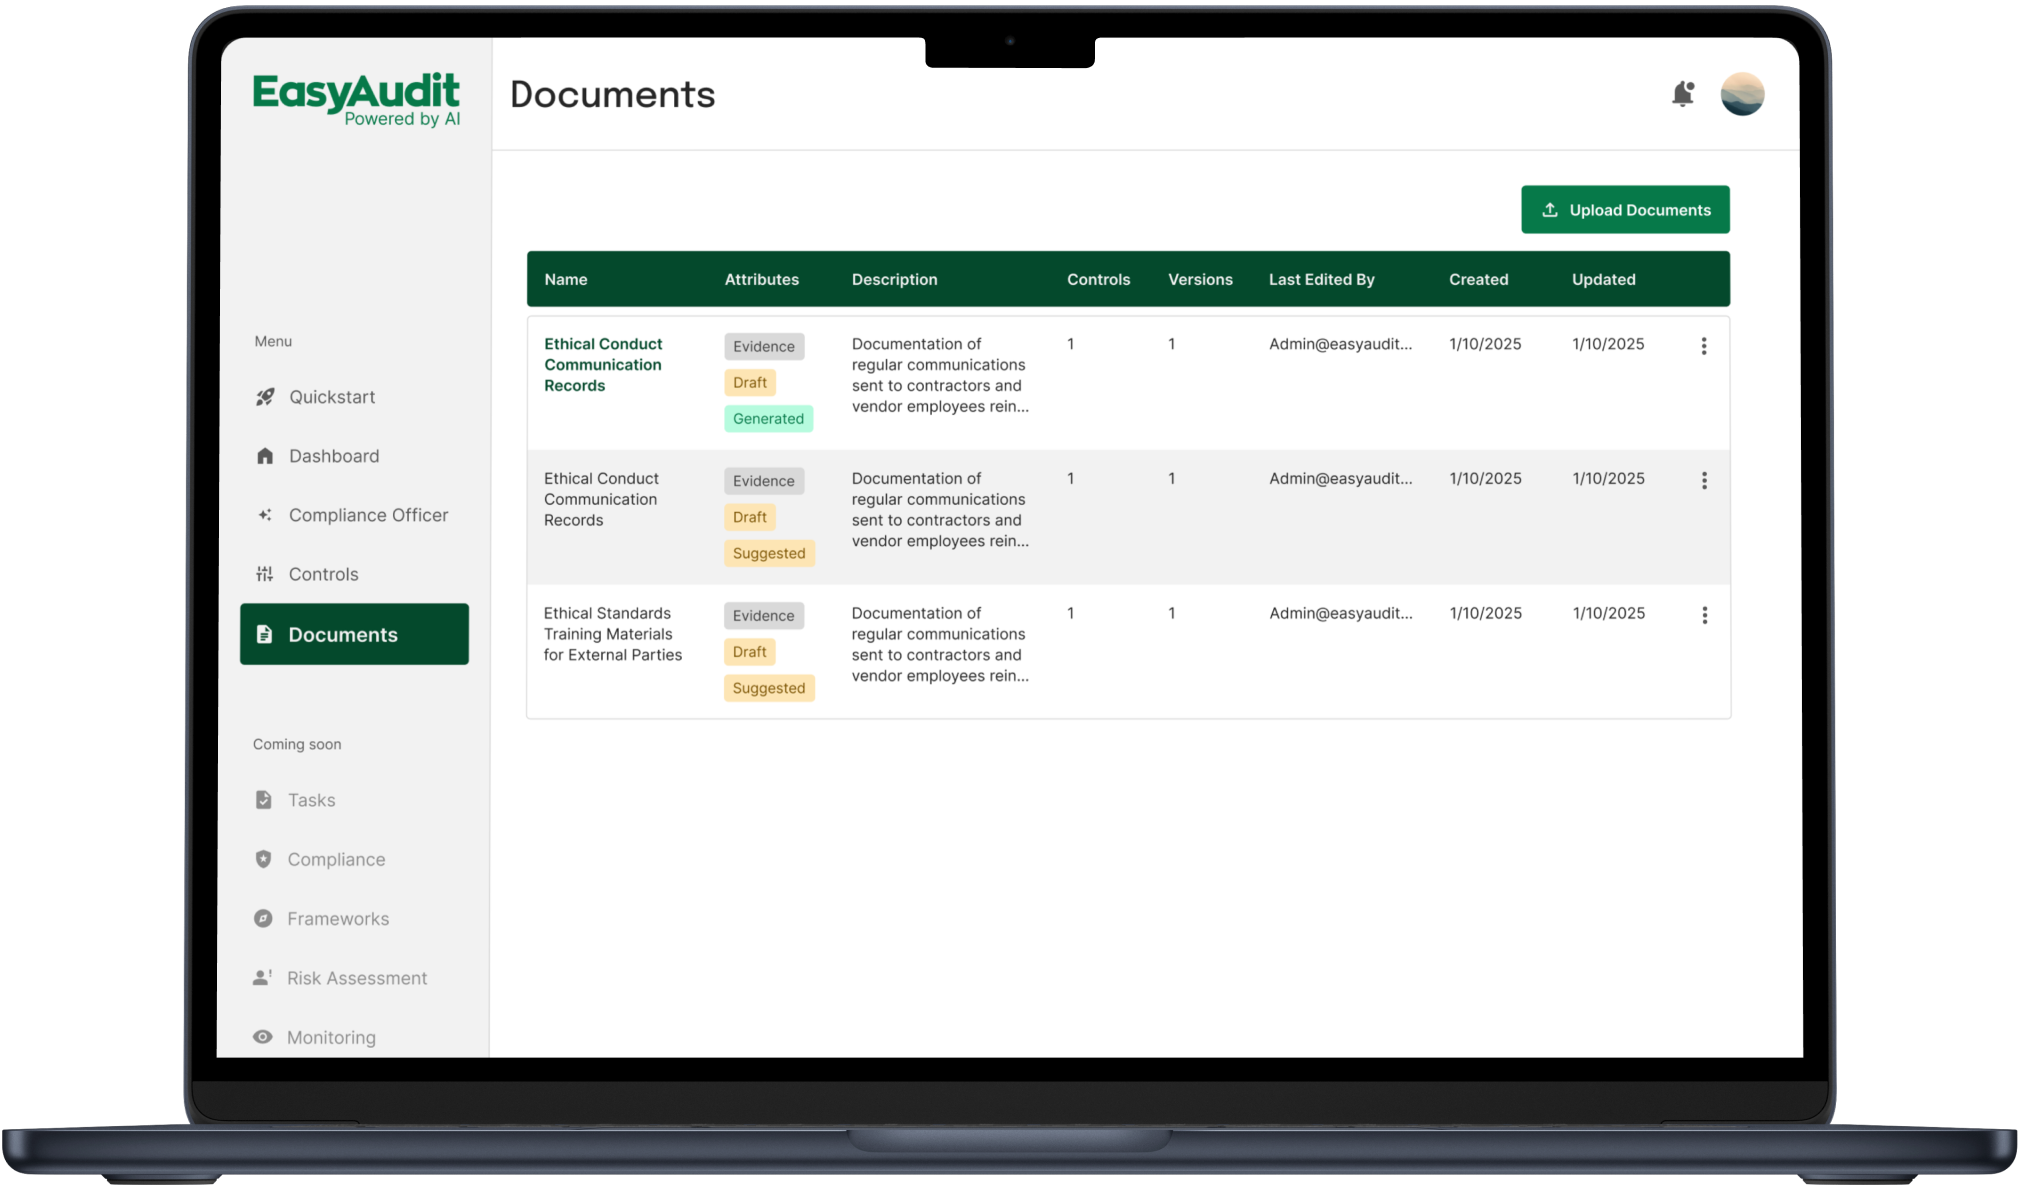 EasyAudit
Powered by AI
Documents
Upload Documents
Menu
Quickstart
Dashboard
Compliance Officer
Controls
Documents
Coming soon
Tasks
Compliance
Frameworks
Risk Assessment
Monitoring
Name Attributes Description Controls Versions Last Edited By Created Updated
Ethical Conduct
Communication
Records
Evidence
Draft
Generated
Documentation of
regular communications
sent to contractors and
vendor employees rein...
1 1 Admin@easyaudit... 1/10/2025 1/10/2025
Ethical Conduct
Communication
Records
Evidence
Draft
Suggested
Documentation of
regular communications
sent to contractors and
vendor employees rein...
1 1 Admin@easyaudit... 1/10/2025 1/10/2025
Ethical Standards
Training Materials
for External Parties
Evidence
Draft
Suggested
Documentation of
regular communications
sent to contractors and
vendor employees rein...
1 1 Admin@easyaudit... 1/10/2025 1/10/2025